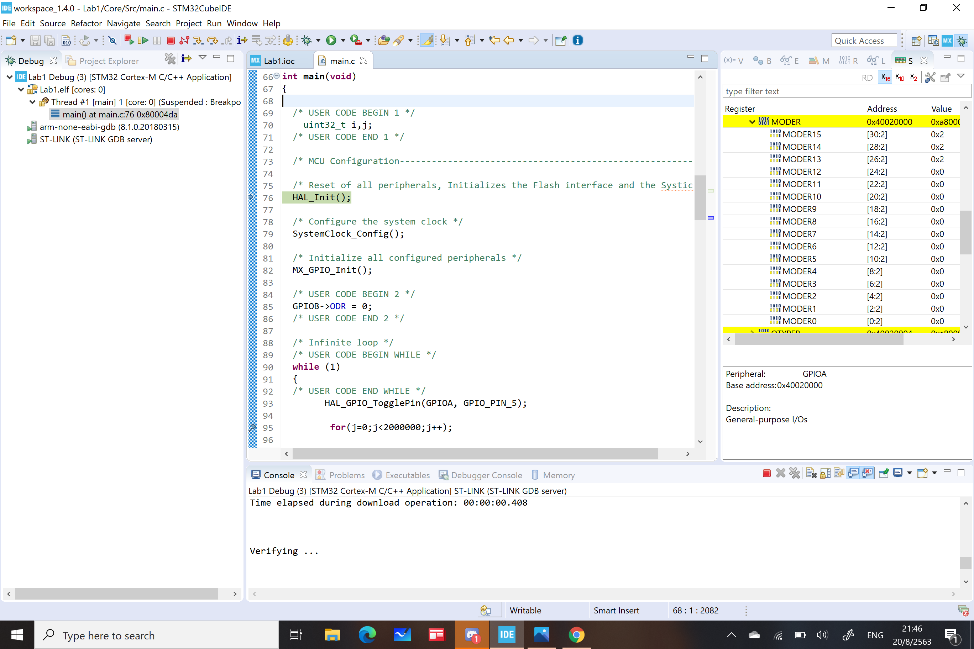 workspace_1.4.0 - Lab1/Core/Src/main.c - STM32CubeIDE
File Edit Source Refactor Navigate Search Project Run Window Help
Quick Access
Debug
Project Explorer
Lab1 Debug (3) [STM32 Cortex-M C/C++ Application]
Lab1.elf [cores: 0]
Thread #1 [main] 1 [core: 0] (Suspended : Breakpo
main() at main.c:76 0x80004da
arm-none-eabi-gdb (8.1.0.20180315)
ST-LINK (ST-LINK GDB server)
Lab1.ioc
main.c
66 int main(void)
67 {
68
69 /* USER CODE BEGIN 1 */
70 uint32_t i,j;
71 /* USER CODE END 1 */
72
73 /* MCU Configuration--------------------------------------------------------
74
75 /* Reset of all peripherals, Initializes the Flash interface and the Systic
76 HAL_Init();
77
78 /* Configure the system clock */
79 SystemClock_Config();
80
81 /* Initialize all configured peripherals */
82 MX_GPIO_Init();
83
84 /* USER CODE BEGIN 2 */
85 GPIOB->ODR = 0;
86 /* USER CODE END 2 */
87
88 /* Infinite loop */
89 /* USER CODE BEGIN WHILE */
90 while (1)
91 {
92 /* USER CODE END WHILE */
93 HAL_GPIO_TogglePin(GPIOA, GPIO_PIN_5);
94
95 for(j=0;j<2000000;j++);
96
(x)= V
B
E
M
R
L
S
RD
X16
X10
X2
type filter text
Register Address Value
MODER 0x40020000 0xa800
MODER15 [30:2] 0x2
MODER14 [28:2] 0x2
MODER13 [26:2] 0x2
MODER12 [24:2] 0x0
MODER11 [22:2] 0x0
MODER10 [20:2] 0x0
MODER9 [18:2] 0x0
MODER8 [16:2] 0x0
MODER7 [14:2] 0x0
MODER6 [12:2] 0x0
MODER5 [10:2] 0x0
MODER4 [8:2] 0x0
MODER3 [6:2] 0x0
MODER2 [4:2] 0x0
MODER1 [2:2] 0x0
MODER0 [0:2] 0x0
Peripheral: GPIOA
Base address:0x40020000
Description:
General-purpose I/Os
Console
Problems
Executables
Debugger Console
Memory
Lab1 Debug (3) [STM32 Cortex-M C/C++ Application] ST-LINK (ST-LINK GDB server)
Time elapsed during download operation: 00:00:00.408
Verifying ...
Writable
Smart Insert
68 : 1 : 2082
Type here to search
IDE
ENG
21:46
20/8/2563